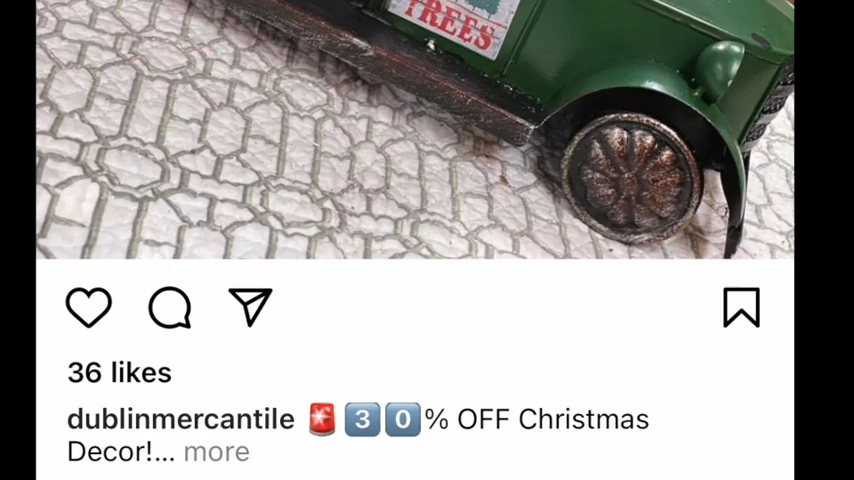 TREES
36 likes
dublinmercantile 🚨 3️⃣0️⃣% OFF Christmas
Decor!... more